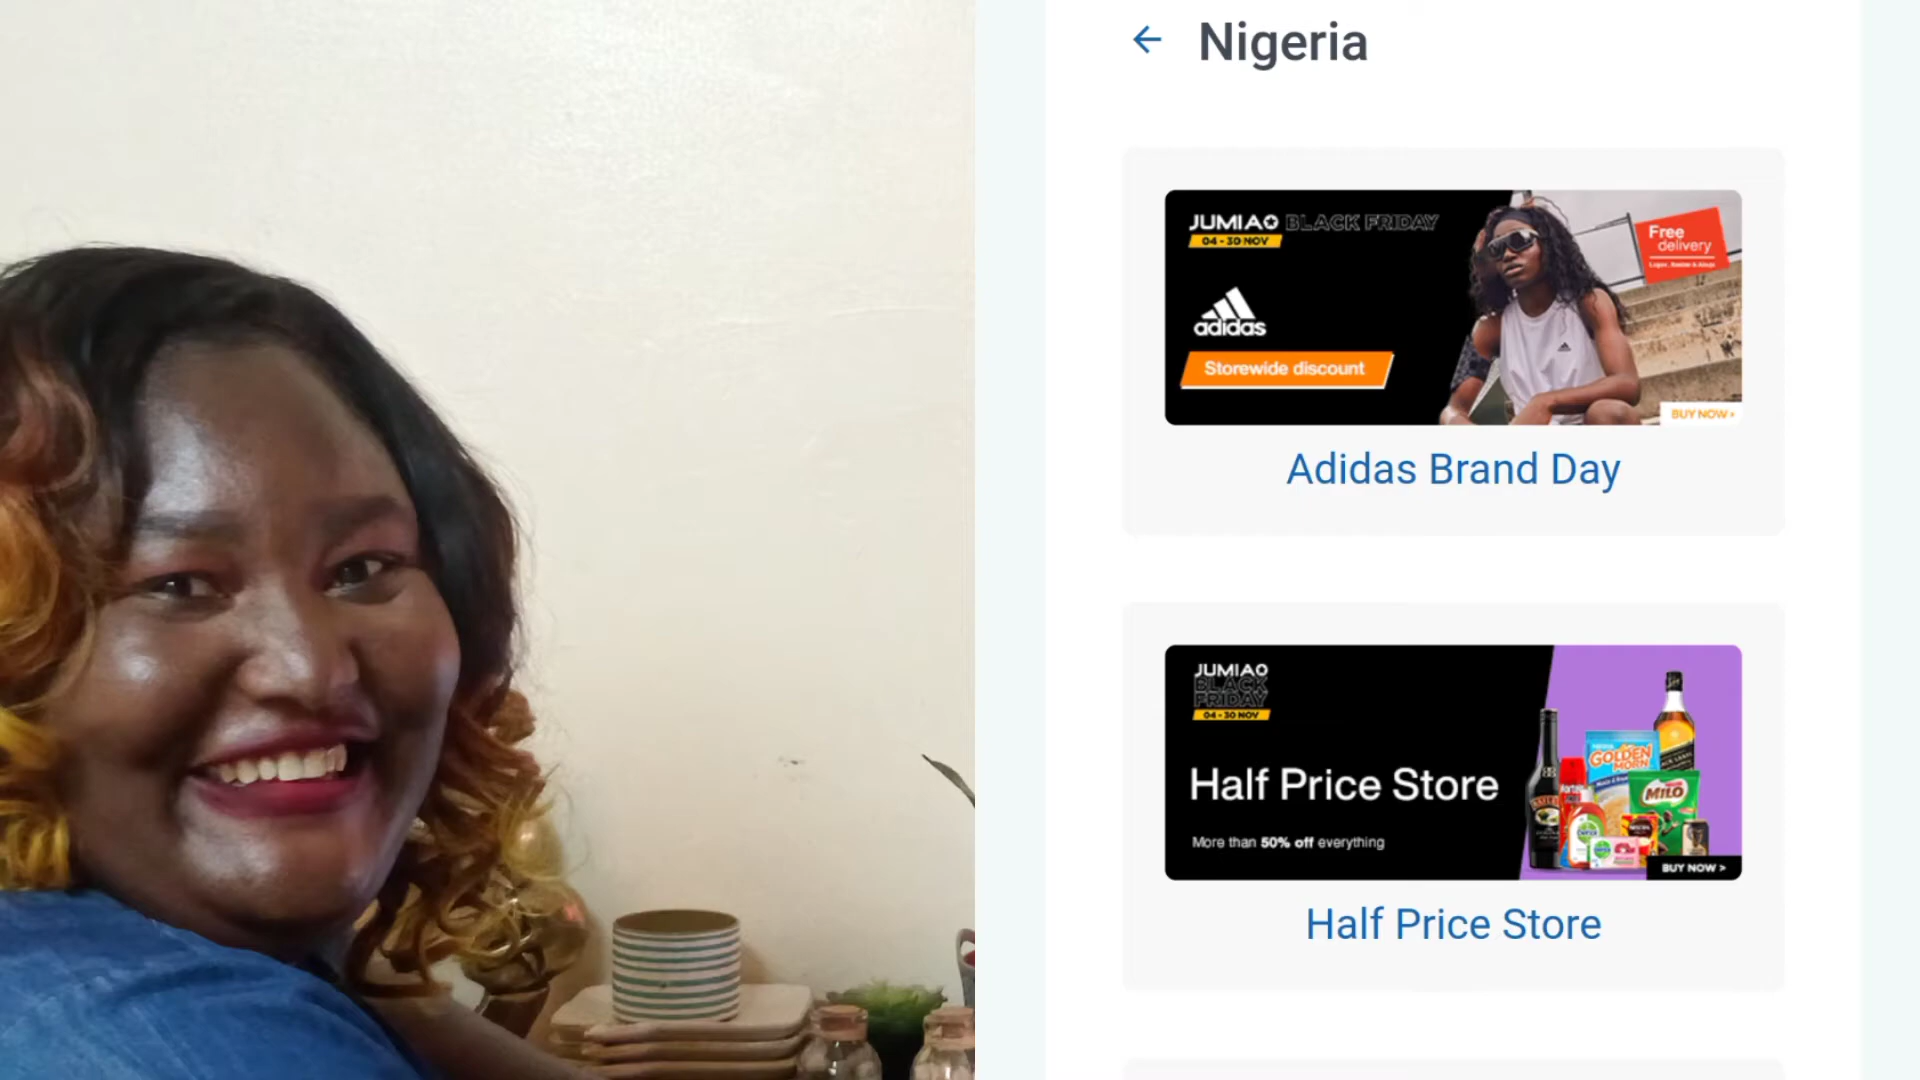 Nigeria
JUMIA BLACK FRIDAY
04 - 30 NOV
Free
delivery
adidas
Storewide discount
BUY NOW >
Adidas Brand Day
JUMIA
BLACK
FRIDAY
04 - 30 NOV
GOLDEN
MORN
MILO
Half Price Store
More than 50% off everything
BUY NOW >
Half Price Store